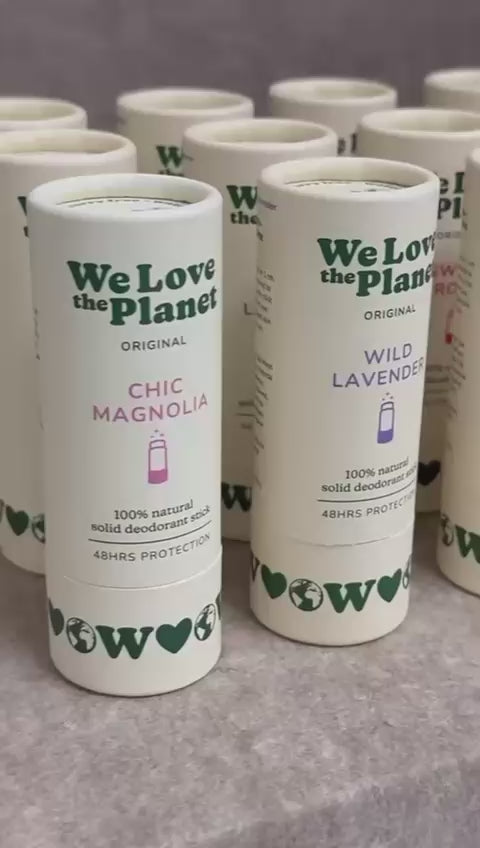 We Love
the Planet
ORIGINAL
CHIC
MAGNOLIA
100% natural
solid deodorant stick
48HRS PROTECTION
W
We Love
the Planet
ORIGINAL
WILD
LAVENDER
100% natural
solid deodorant stick
48HRS PROTECTION
W
W
W
the
W
W